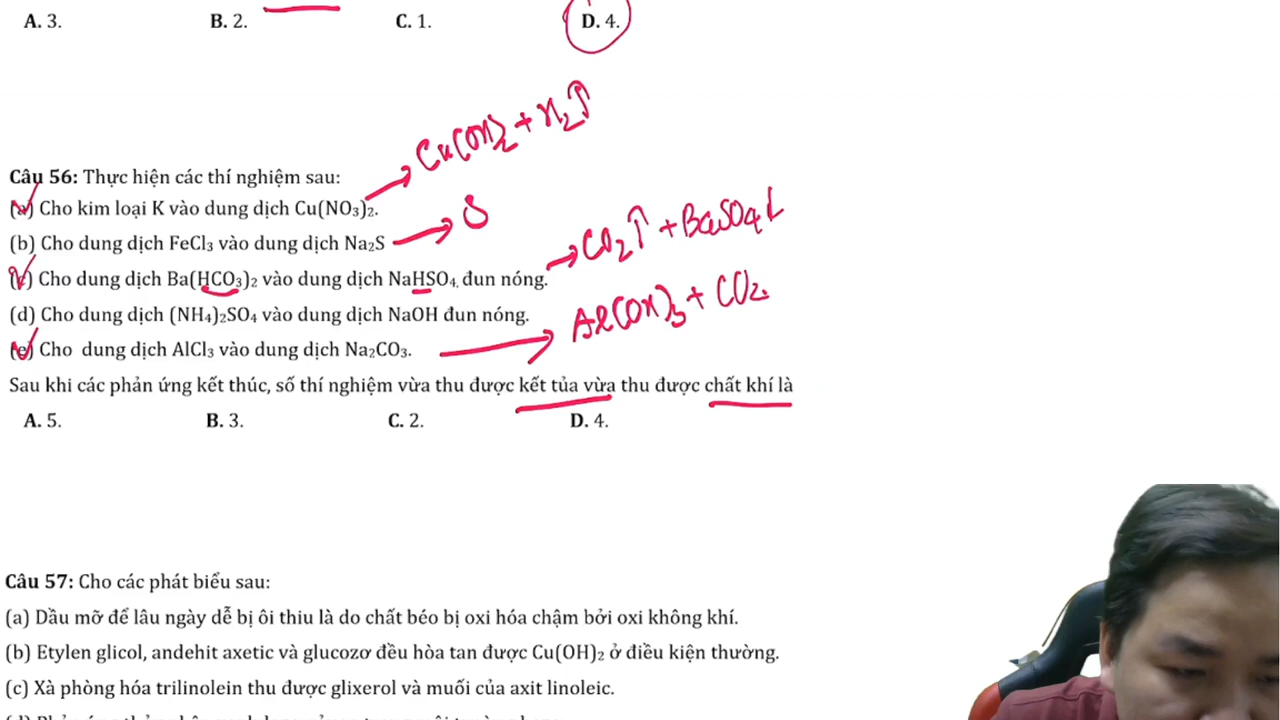 A. 3. B. 2. C. 1. D. 4.
Cu(OH)2 + H2↑
Câu 56: Thực hiện các thí nghiệm sau:
(a) Cho kim loại K vào dung dịch Cu(NO3)2.
S
(b) Cho dung dịch FeCl3 vào dung dịch Na2S
CO2↑ + BaSO4↓
(c) Cho dung dịch Ba(HCO3)2 vào dung dịch NaHSO4, đun nóng.
(d) Cho dung dịch (NH4)2SO4 vào dung dịch NaOH đun nóng.
Al(OH)3 + CO2.
(e) Cho dung dịch AlCl3 vào dung dịch Na2CO3.
Sau khi các phản ứng kết thúc, số thí nghiệm vừa thu được kết tủa vừa thu được chất khí là
A. 5. B. 3. C. 2. D. 4.
Câu 57: Cho các phát biểu sau:
(a) Dầu mỡ để lâu ngày dễ bị ôi thiu là do chất béo bị oxi hóa chậm bởi oxi không khí.
(b) Etylen glicol, andehit axetic và glucozơ đều hòa tan được Cu(OH)2 ở điều kiện thường.
(c) Xà phòng hóa trilinolein thu được glixerol và muối của axit linoleic.